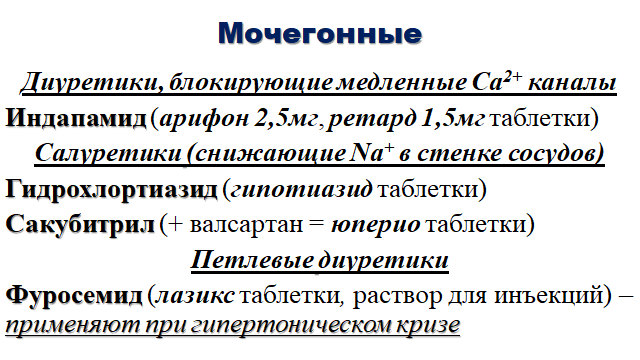 Мочегонные
Диуретики, блокирующие медленные Ca²⁺ каналы
Индапамид (арифон 2,5мг, ретард 1,5мг таблетки)
Салуретики (снижающие Na⁺ в стенке сосудов)
Гидрохлортиазид (гипотиазид таблетки)
Сакубитрил (+ валсартан = юперио таблетки)
Петлевые диуретики
Фуросемид (лазикс таблетки, раствор для инъекций) –
применяют при гипертоническом кризе